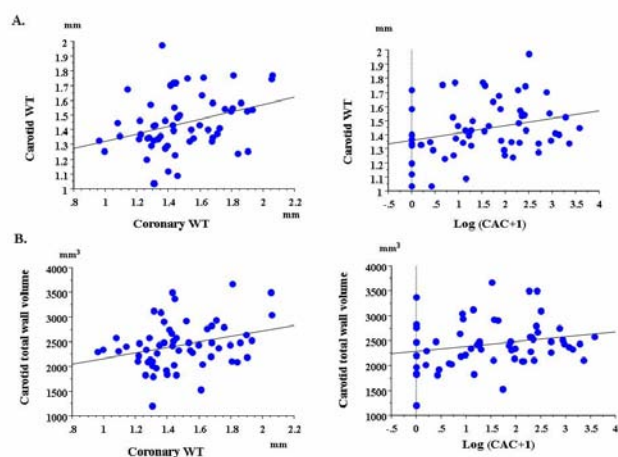 A.
mm
2
1.9
1.8
1.7
1.6
1.5
1.4
1.3
1.2
1.1
1
Carotid WT
.8 1 1.2 1.4 1.6 1.8 2 2.2
mm
Coronary WT
mm
2
1.9
1.8
1.7
1.6
1.5
1.4
1.3
1.2
1.1
1
Carotid WT
-.5 0 .5 1 1.5 2 2.5 3 3.5 4
Log (CAC+1)
B.
mm3
4000
3500
3000
2500
2000
1500
1000
Carotid total wall volume
.8 1 1.2 1.4 1.6 1.8 2 2.2
mm
Coronary WT
mm3
4000
3500
3000
2500
2000
1500
1000
Carotid total wall volume
-.5 0 .5 1 1.5 2 2.5 3 3.5 4
Log (CAC+1)